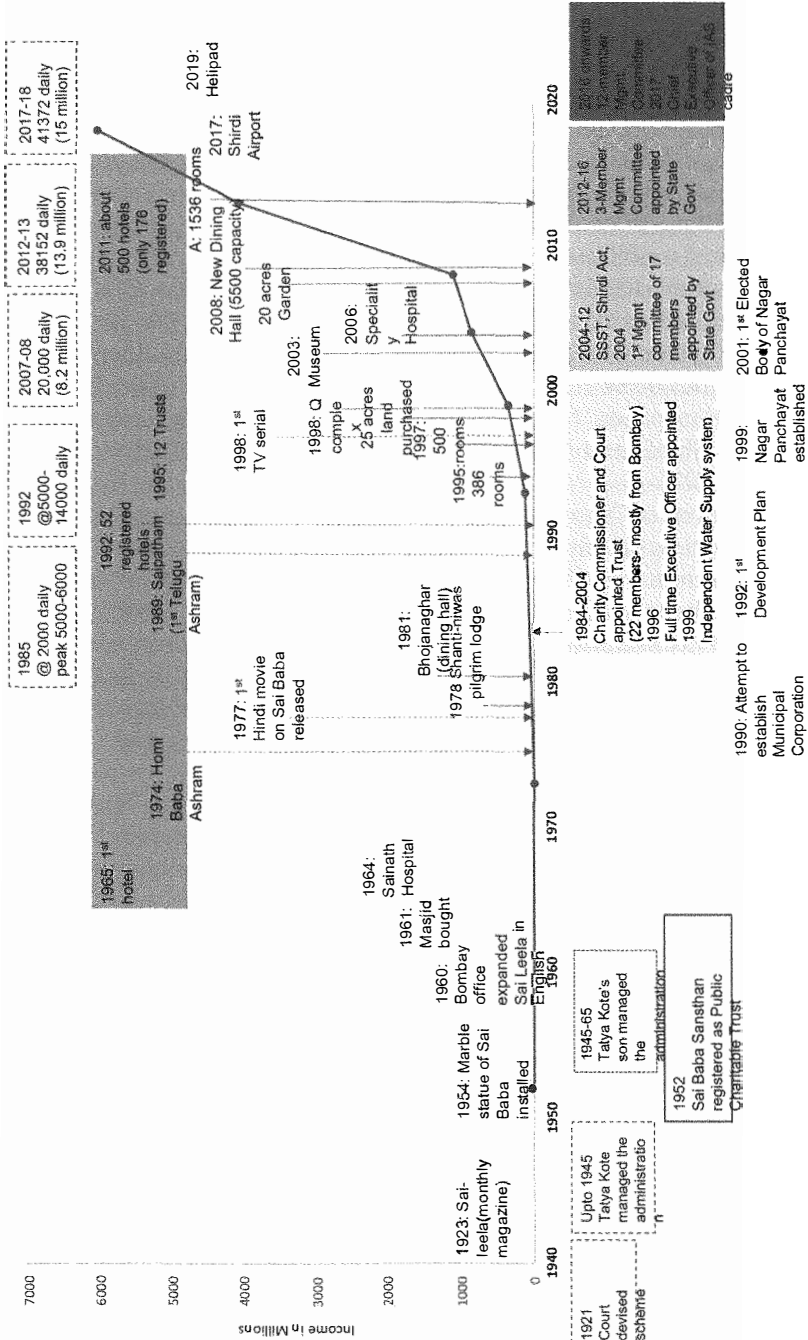 1985
@ 2000 daily
peak 5000-6000
1992
@5000-
14000 daily
2007-08
20,000 daily
(8.2 million)
2012-13
38152 daily
(13.9 million)
2017-18
41372 daily
(15 million)
1965: 1st
hotel
1974: Homi
Baba
Ashram
1992: 52
registered
hotels
1989: Saipatham
(1st Telugu
Ashram)
1995: 12 Trusts
2011: about
500 hotels
(only 176
registered)
1977: 1st
Hindi movie
on Sai Baba
released
1998: 1st
TV serial
A: 1536 rooms
2008: New Dining
Hall (5500 capacity)
20 acres
Garden
2017:
Shirdi
Airport
2019:
Helipad
1923: Sai-
leela(monthly
magazine)
1954: Marble
statue of Sai
Baba
installed
1960:
Bombay
office
expanded
Sai Leela in
English
1961:
Masjid
bought
1964:
Sainath
Hospital
1978 Shanti-niwas
pilgrim lodge
1981:
Bhojanaghar
(dining hall)
1995:rooms
386
rooms
1997:
500
1998: Q
comple
x
25 acres
land
purchased
2003:
Museum
2006:
Specialit
y
Hospital
Income in Millions
7000
6000
5000
4000
3000
2000
1000
0
1940
1950
1960
1970
1980
1990
2000
2010
2020
1921
Court
devised
scheme
Upto 1945
Tatya Kote
managed the
administratio
n
1945-65
Tatya Kote's
son managed
the
administration
1952
Sai Baba Sansthan
registered as Public
Charitable Trust
1984-2004
Charity Commissioner and Court
appointed Trust
(22 members- mostly from Bombay)
1996
Full time Executive Officer appointed
1999
Independent Water Supply system
2004-12
SSST, Shirdi Act,
2004
1st Mgmt
committee of 17
members
appointed by
State Govt
2012-16
3-Member
Mgmt
Committee
appointed
by State
Govt
2016 onwards
12 member
Mgmt.
Committee
2017
Chief
Executive
Officer of IAS
cadre
1990: Attempt to
establish
Municipal
Corporation
1992: 1st
Development Plan
1999:
Nagar
Panchayat
established
2001: 1st Elected
Body of Nagar
Panchayat